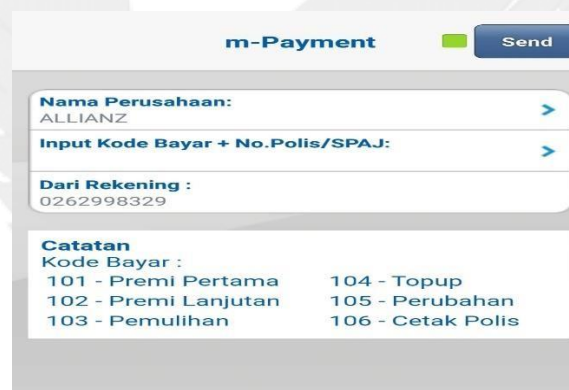 m-Payment
Send
Nama Perusahaan:
ALLIANZ
Input Kode Bayar + No.Polis/SPAJ:
Dari Rekening :
0262998329
Catatan
Kode Bayar :
101 - Premi Pertama 104 - Topup
102 - Premi Lanjutan 105 - Perubahan
103 - Pemulihan 106 - Cetak Polis